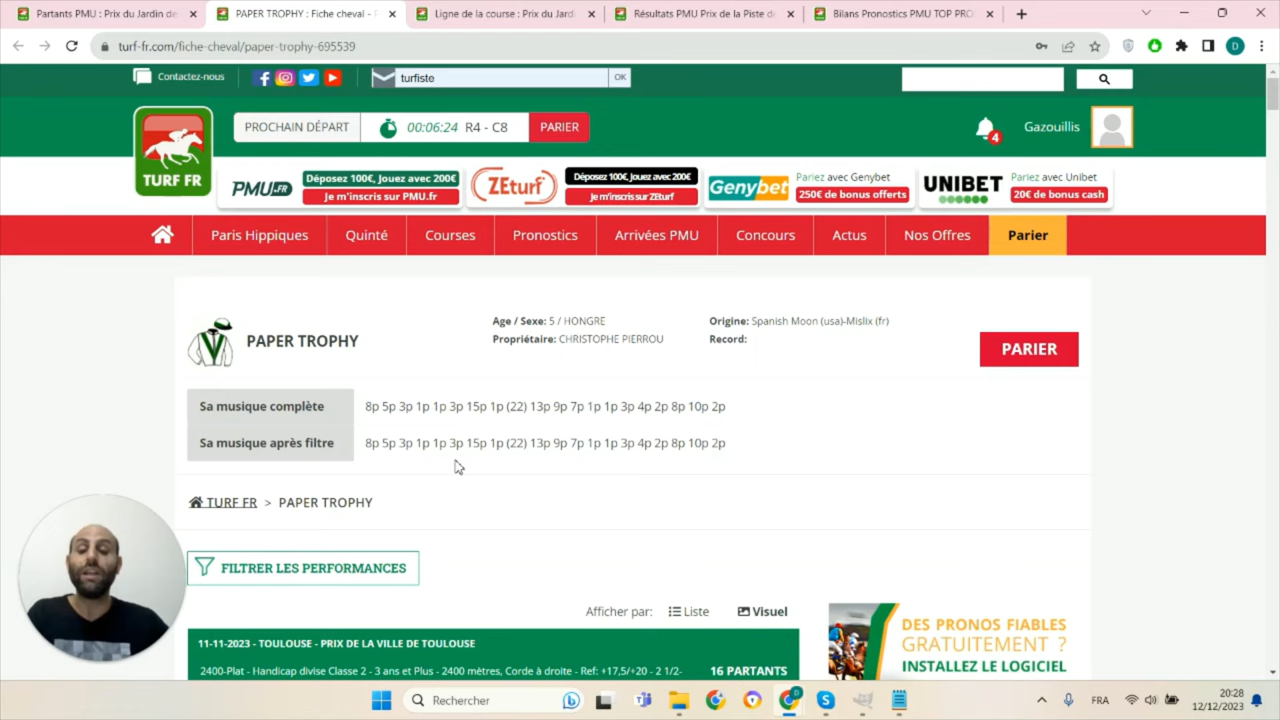 Partants PMU : Prix du Jardin de
PAPER TROPHY : Fiche cheval - F
Ligne de la course : Prix du Jard
Résultats PMU Prix de la Piste de
Bilans Pronostics PMU TOP PRO
turf-fr.com/fiche-cheval/paper-trophy-695539
D
Contactez-nous
turfiste
OK
TURF FR
PROCHAIN DÉPART
00:06:24 R4 - C8
PARIER
4
Gazouillis
PMU.FR
Déposez 100€, Jouez avec 200€
Je m'inscris sur PMU.fr
ZEturf
Déposez 100€, Jouez avec 200€
Je m'inscris sur ZEturf
Genybet
Pariez avec Genybet
250€ de bonus offerts
UNIBET
Pariez avec Unibet
20€ de bonus cash
Paris Hippiques
Quinté
Courses
Pronostics
Arrivées PMU
Concours
Actus
Nos Offres
Parier
PAPER TROPHY
Age / Sexe: 5 / HONGRE
Propriétaire: CHRISTOPHE PIERROU
Origine: Spanish Moon (usa)-Mislix (fr)
Record:
PARIER
Sa musique complète
8p 5p 3p 1p 1p 3p 15p 1p (22) 13p 9p 7p 1p 1p 3p 4p 2p 8p 10p 2p
Sa musique après filtre
8p 5p 3p 1p 1p 3p 15p 1p (22) 13p 9p 7p 1p 1p 3p 4p 2p 8p 10p 2p
TURF FR > PAPER TROPHY
FILTRER LES PERFORMANCES
Afficher par: Liste Visuel
11-11-2023 - TOULOUSE - PRIX DE LA VILLE DE TOULOUSE
2400-Plat - Handicap divise Classe 2 - 3 ans et Plus - 2400 mètres, Corde à droite - Ref: +17,5/+20 - 2 1/2-
16 PARTANTS
DES PRONOS FIABLES
GRATUITEMENT ?
INSTALLEZ LE LOGICIEL
Rechercher
FRA
20:28
12/12/2023